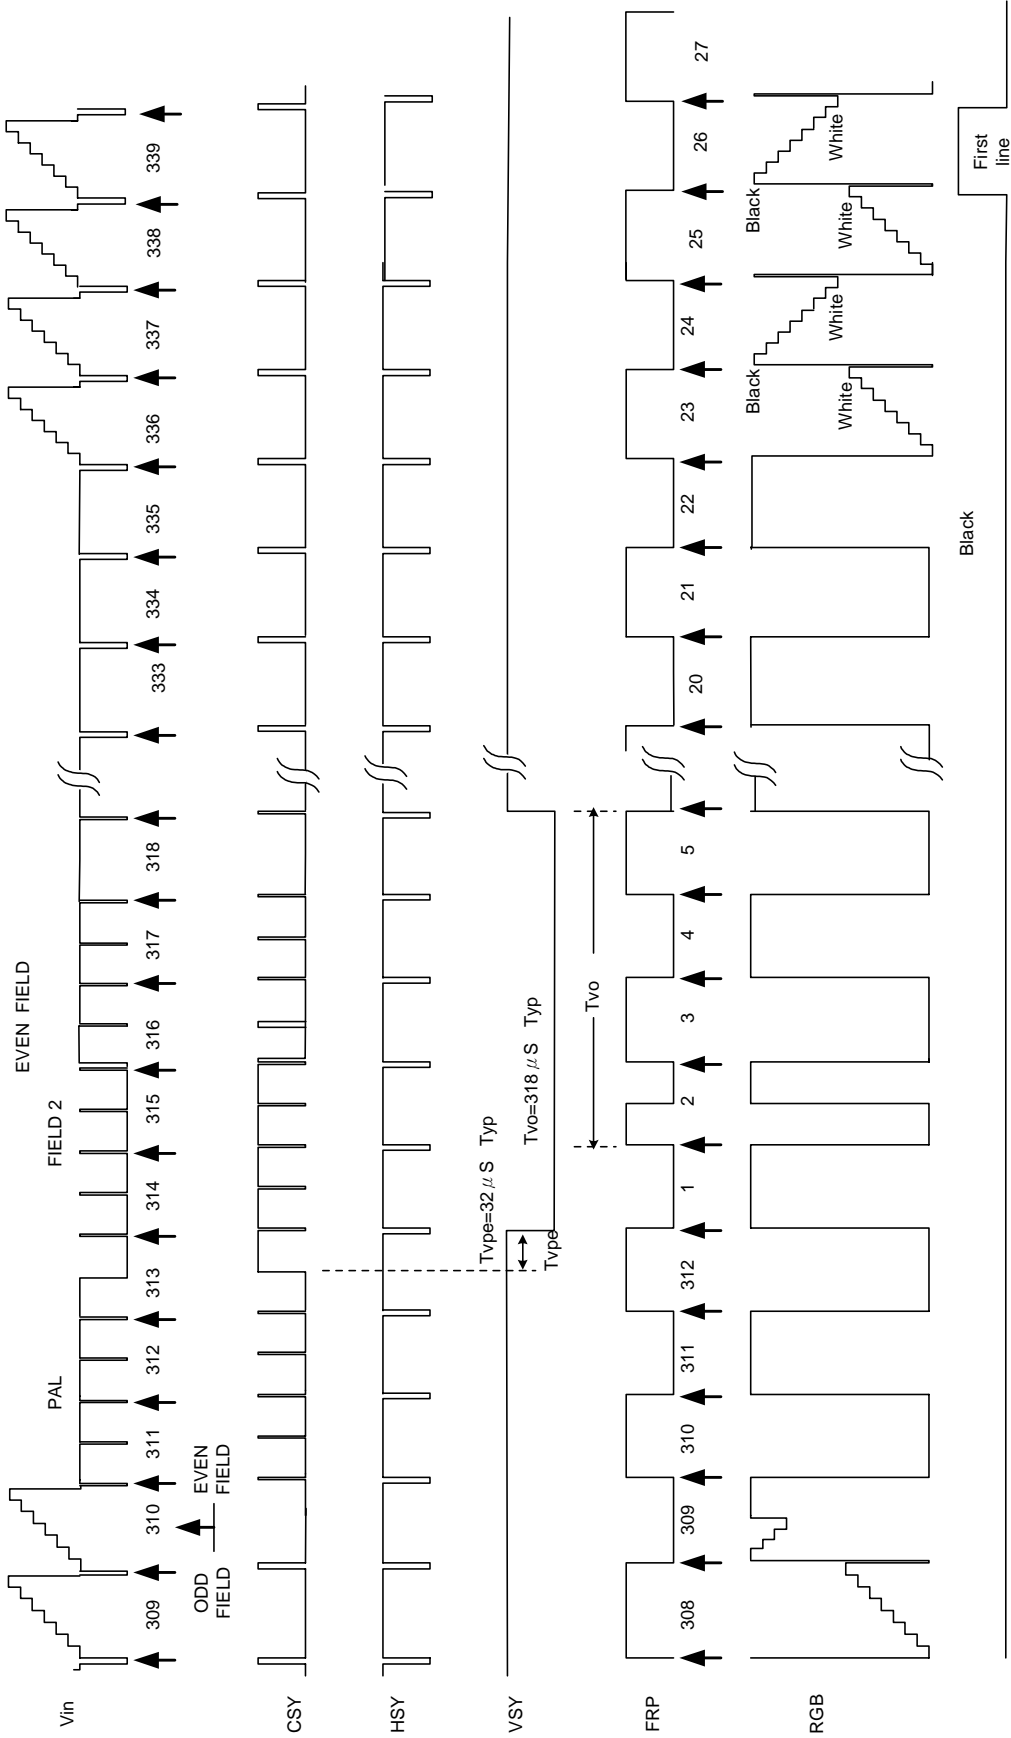 EVEN FIELD
FIELD 2
PAL
Vin
309
310
311
312
313
314
315
316
317
318
333
334
335
336
337
338
339
ODD
FIELD
EVEN
FIELD
CSY
HSY
Tvpe=32 μS Typ
VSY
Tvpe
Tvo=318 μS Typ
Tvo
FRP
308
309
310
311
312
1
2
3
4
5
20
21
22
23
24
25
26
27
RGB
Black
Black
White
White
White
White
Black
First
line